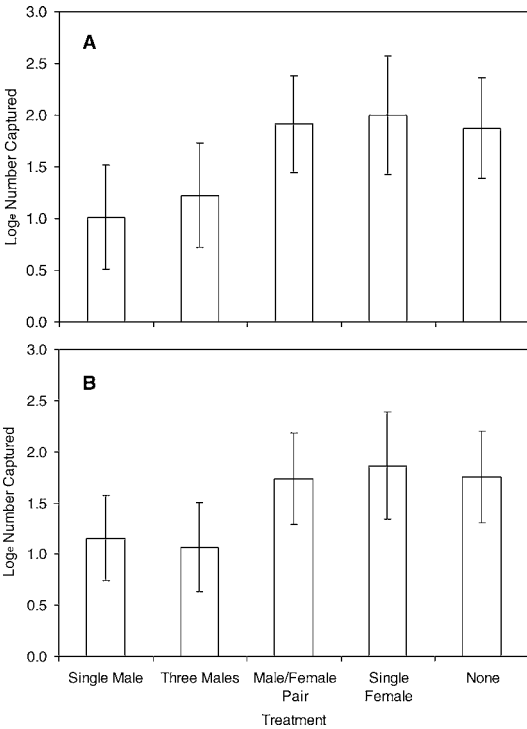 3.0
A
2.5
2.0
1.5
1.0
0.5
0.0
Loge Number Captured
3.0
B
2.5
2.0
1.5
1.0
0.5
0.0
Loge Number Captured
Single Male Three Males Male/Female Single None
Pair Female
Treatment